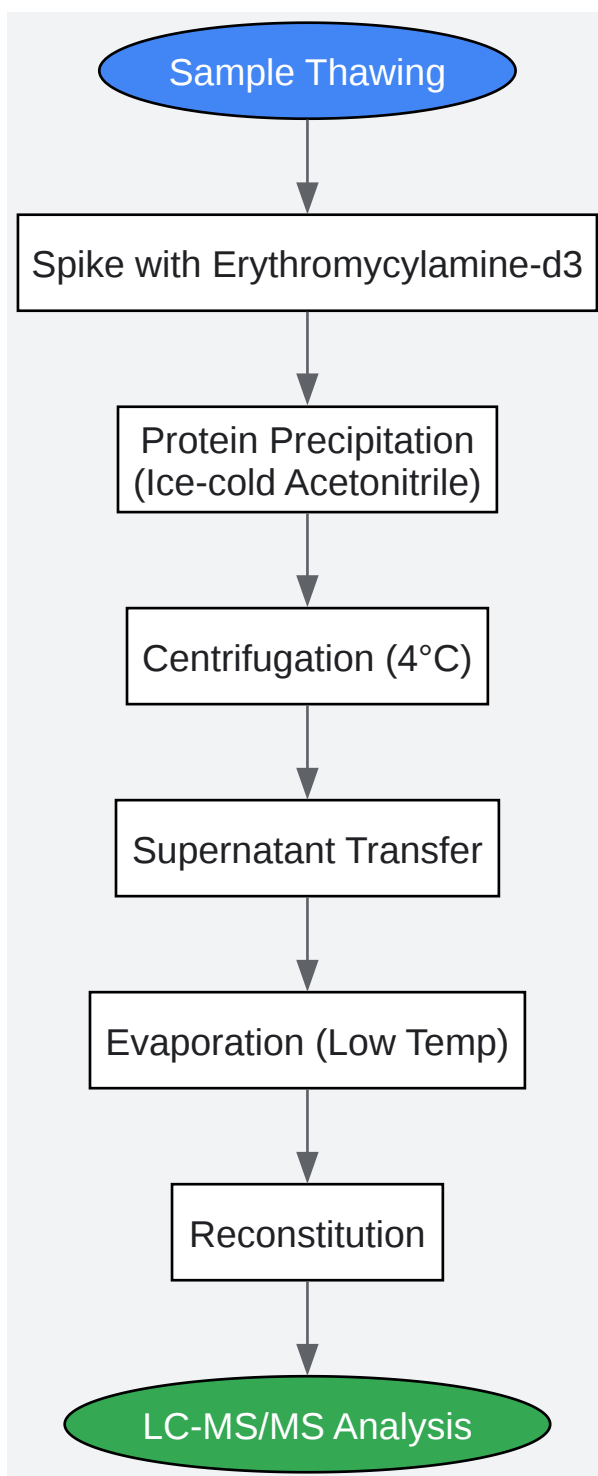 Sample Thawing
Spike with Erythromycylamine-d3
Protein Precipitation
(Ice-cold Acetonitrile)
Centrifugation (4°C)
Supernatant Transfer
Evaporation (Low Temp)
Reconstitution
LC-MS/MS Analysis